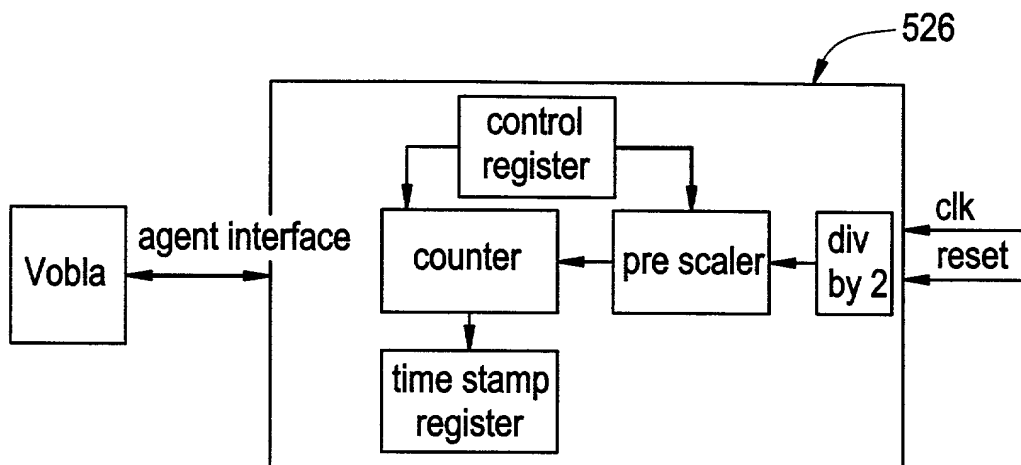 526
control
register
clk
agent interface
div
by 2
Vobla
counter
pre scaler
reset
time stamp
register